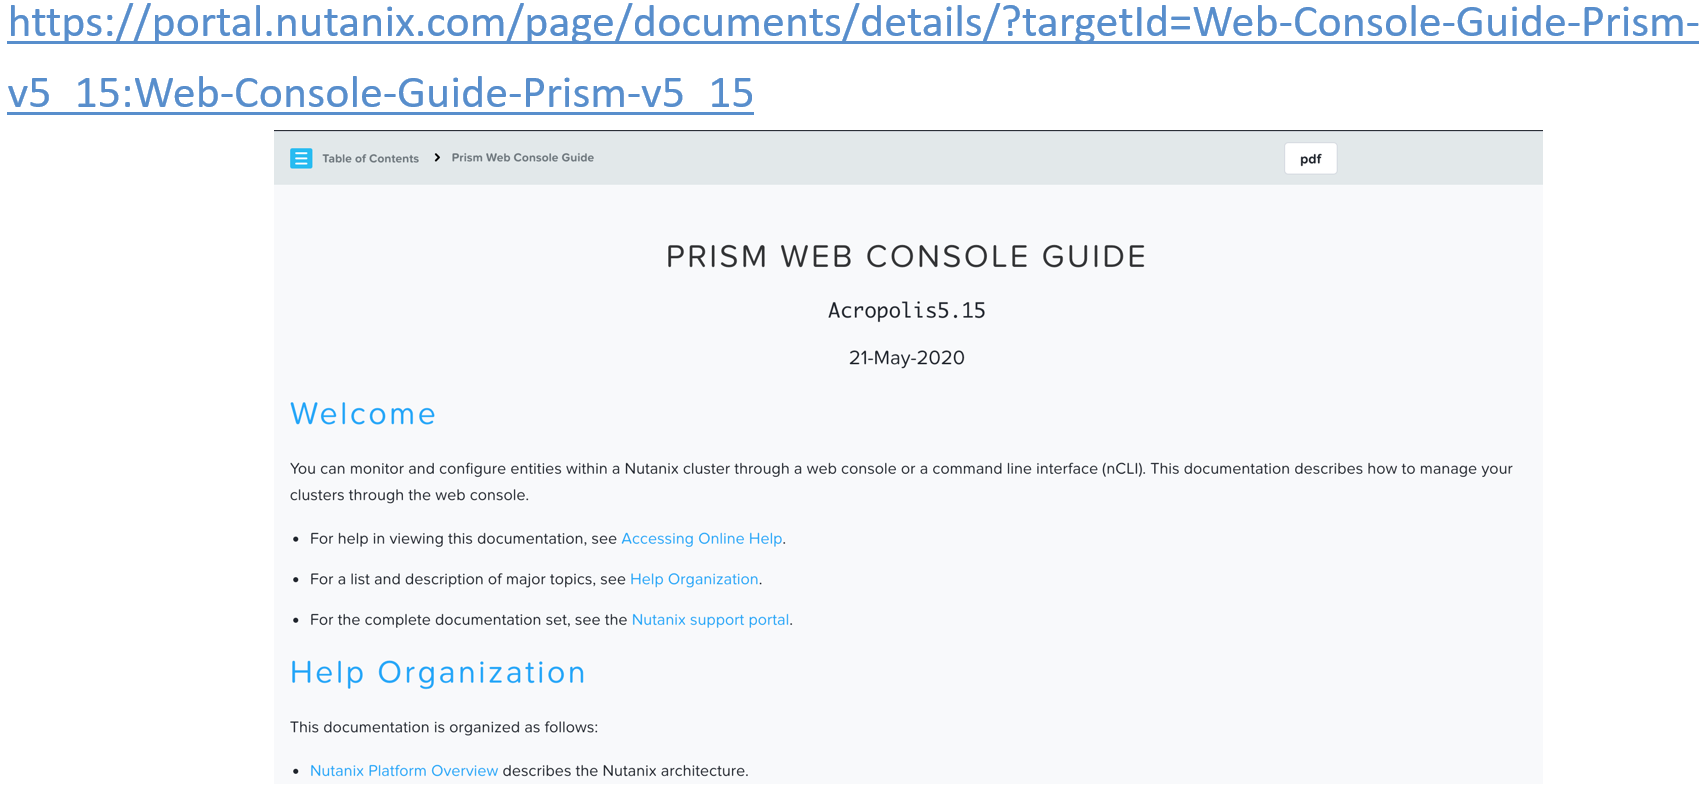 https://portal.nutanix.com/page/documents/details/?targetId=Web-Console-Guide-Prism-
v5_15:Web-Console-Guide-Prism-v5_15
Table of Contents > Prism Web Console Guide
pdf
PRISM WEB CONSOLE GUIDE
Acropolis5.15
21-May-2020
Welcome
You can monitor and configure entities within a Nutanix cluster through a web console or a command line interface (nCLI). This documentation describes how to manage your
clusters through the web console.
• For help in viewing this documentation, see Accessing Online Help.
• For a list and description of major topics, see Help Organization.
• For the complete documentation set, see the Nutanix support portal.
Help Organization
This documentation is organized as follows:
• Nutanix Platform Overview describes the Nutanix architecture.